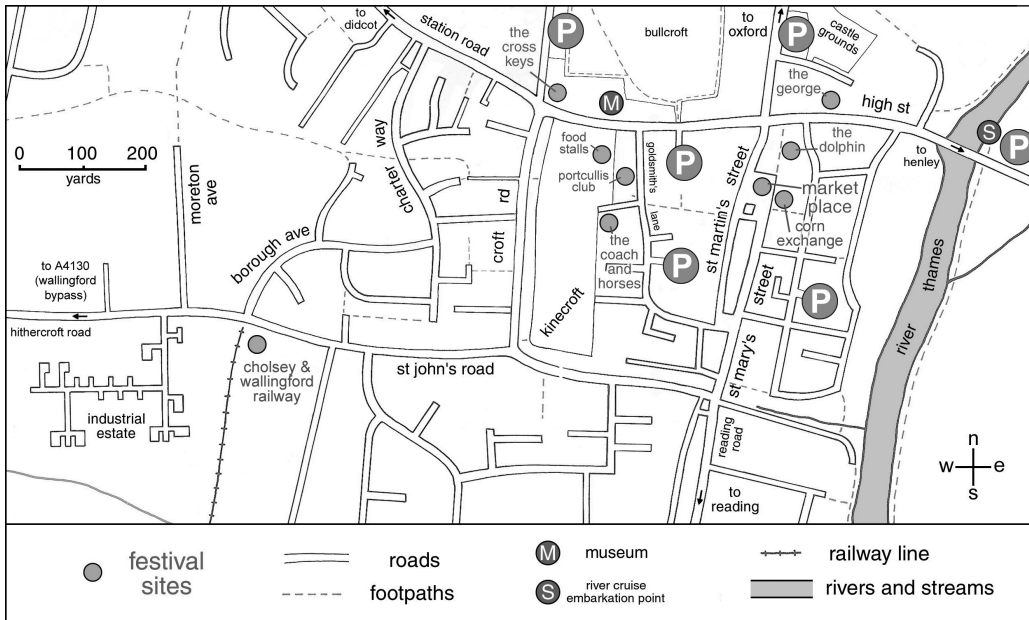 to
didcot
station road
the
cross
keys
P
bullcroft
to
oxford
P
castle
grounds
the
george
high st
M
S
P
to
henley
food
stalls
portcullis
club
goldsmith's
lane
P
the
dolphin
market
place
corn
exchange
st martin's street
0 100 200
yards
moreton
ave
charter way
croft rd
borough ave
the
coach
and
horses
P
P
street
st mary's
kinecroft
river thames
to A4130
(wallingford
bypass)
hithercroft road
cholsey &
wallingford
railway
st john's road
industrial
estate
reading
road
to
reading
n
w e
s
festival
sites
roads
footpaths
M museum
S river cruise
embarkation point
railway line
rivers and streams